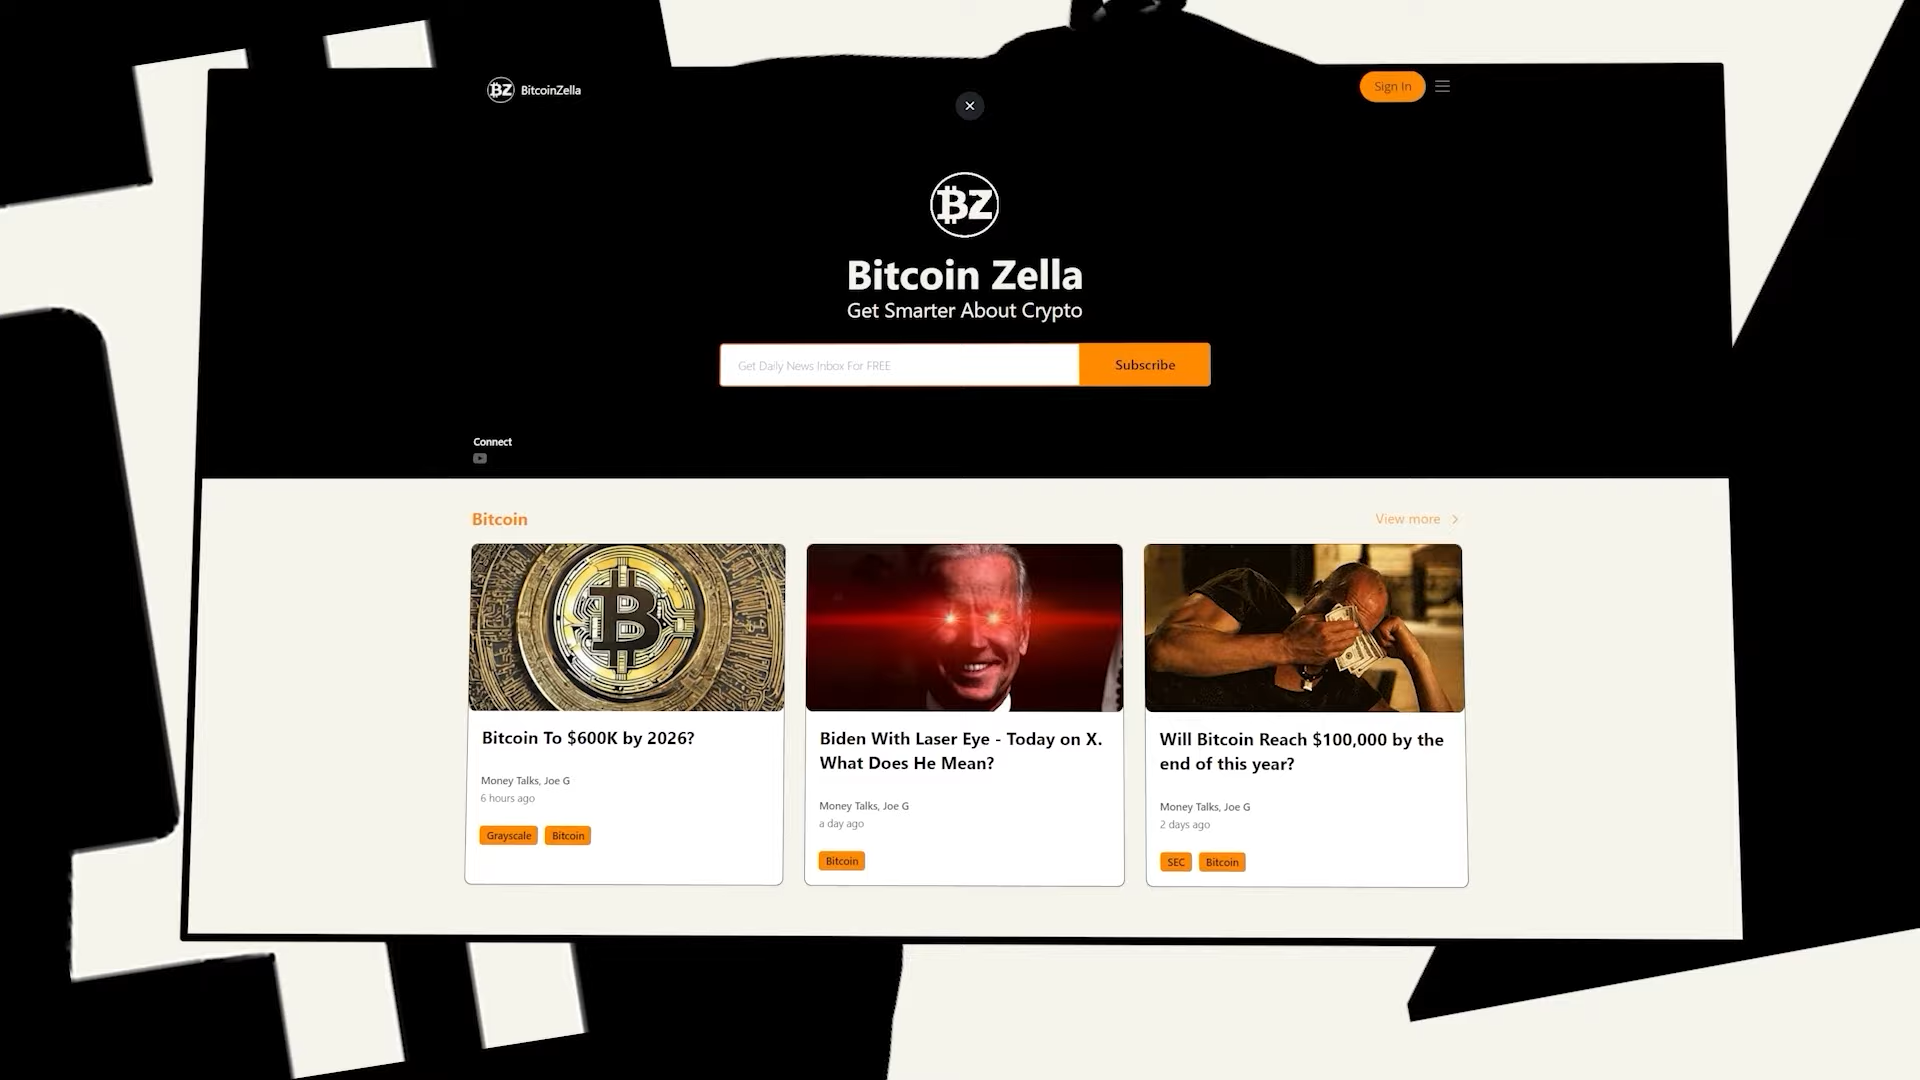 BZ BitcoinZella
Sign In
BZ
Bitcoin Zella
Get Smarter About Crypto
Get Daily News Inbox For FREE
Subscribe
Connect
Bitcoin
View more
Bitcoin To $600K by 2026?
Money Talks, Joe G
6 hours ago
Grayscale Bitcoin
Biden With Laser Eye - Today on X.
What Does He Mean?
Money Talks, Joe G
a day ago
Bitcoin
Will Bitcoin Reach $100,000 by the
end of this year?
Money Talks, Joe G
2 days ago
SEC Bitcoin